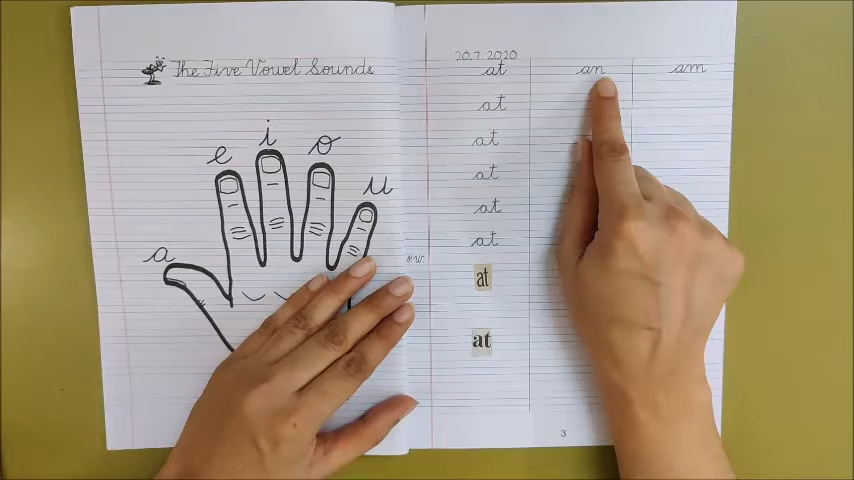 The Five Vowel Sounds
a
e
i
o
u
20.7.2020
at
an
am
at
at
at
at
at
at
at
3